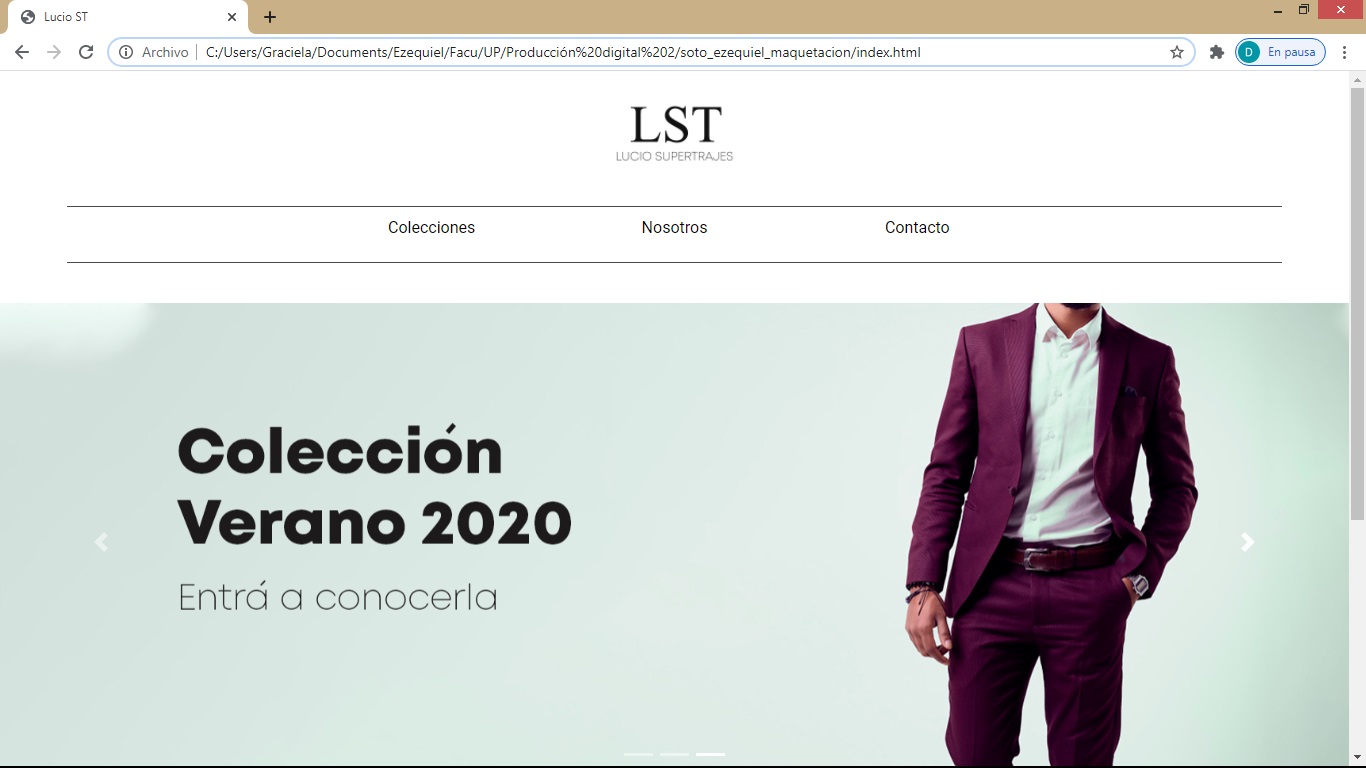 Lucio ST
Archivo
C:/Users/Graciela/Documents/Ezequiel/Facu/UP/Producción%20digital%202/soto_ezequiel_maquetacion/index.html
D
En pausa
LST
LUCIO SUPERTRAJES
Colecciones
Nosotros
Contacto
Colección
Verano 2020
Entrá a conocerla